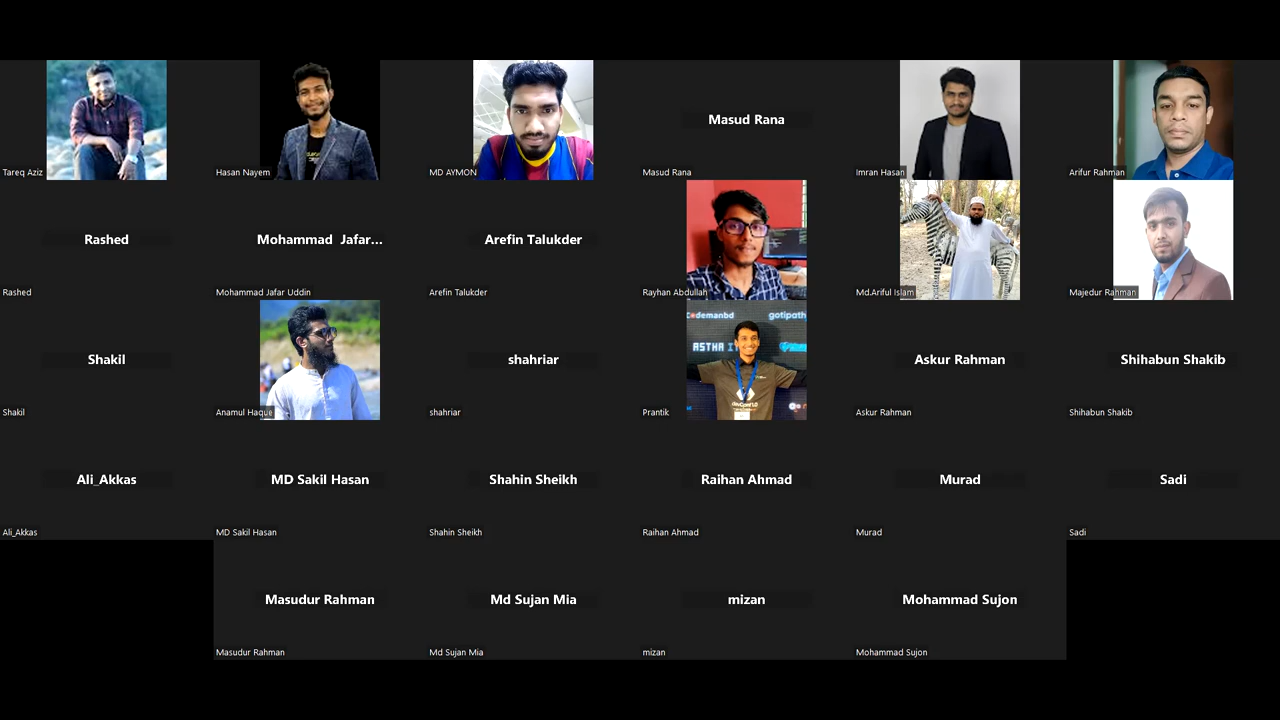 Masud Rana
Tareq Aziz
Hasan Nayem
MD AYMON
Masud Rana
Imran Hasan
Arifur Rahman
Rashed
Mohammad Jafar...
Arefin Talukder
Rashed
Mohammad Jafar Uddin
Arefin Talukder
Rayhan Abdullah
Md.Ariful Islam
Majedur Rahman
codemanbd
gotipath
ASTHA IT
devConf
Shakil
shahriar
Askur Rahman
Shihabun Shakib
Shakil
Anamul Haque
shahriar
Prantik
Askur Rahman
Shihabun Shakib
Ali_Akkas
MD Sakil Hasan
Shahin Sheikh
Raihan Ahmad
Murad
Sadi
Ali_Akkas
MD Sakil Hasan
Shahin Sheikh
Raihan Ahmad
Murad
Sadi
Masudur Rahman
Md Sujan Mia
mizan
Mohammad Sujon
Masudur Rahman
Md Sujan Mia
mizan
Mohammad Sujon